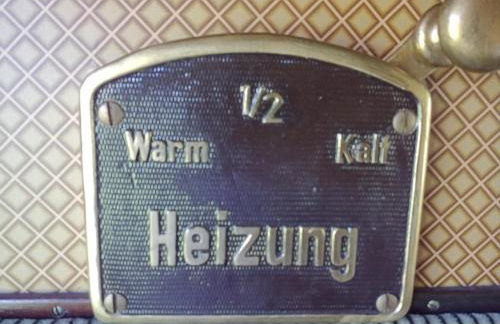 1/2
Warm Kalt
Heizung